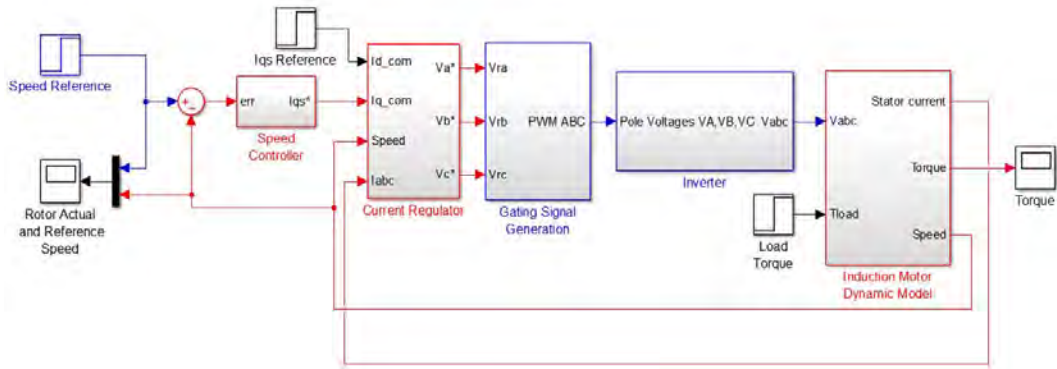 Speed Reference
Iqs Reference
err
Iqs*
Speed
Controller
Rotor Actual
and Reference
Speed
Id_com
Iq_com
Speed
Iabc
Va*
Vb*
Vc*
Current Regulator
Vra
Vrb
Vrc
PWM ABC
Gating Signal
Generation
Pole Voltages VA,VB,VC
Vabc
Inverter
Load
Torque
Vabc
Tload
Stator current
Torque
Speed
Induction Motor
Dynamic Model
Torque